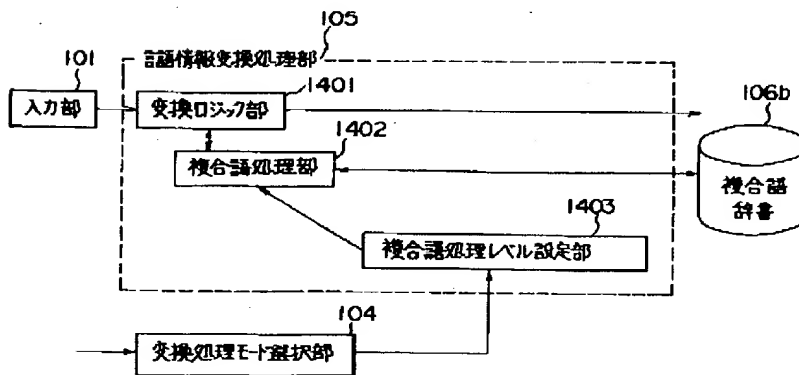 105
言語情報変換処理部
101
入力部
1401
変換ロジック部
1402
複合語処理部
106b
複合語
辞書
1403
複合語処理レベル設定部
104
変換処理モード選択部